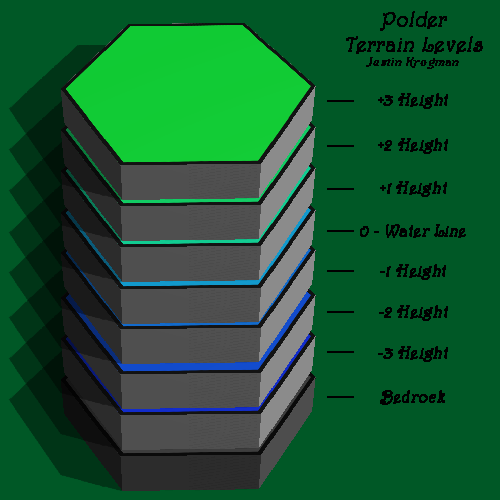 Polder
Terrain Levels
Justin Krogman
+3 Height
+2 Height
+1 Height
0 - Water Line
-1 Height
-2 Height
-3 Height
Bedrock